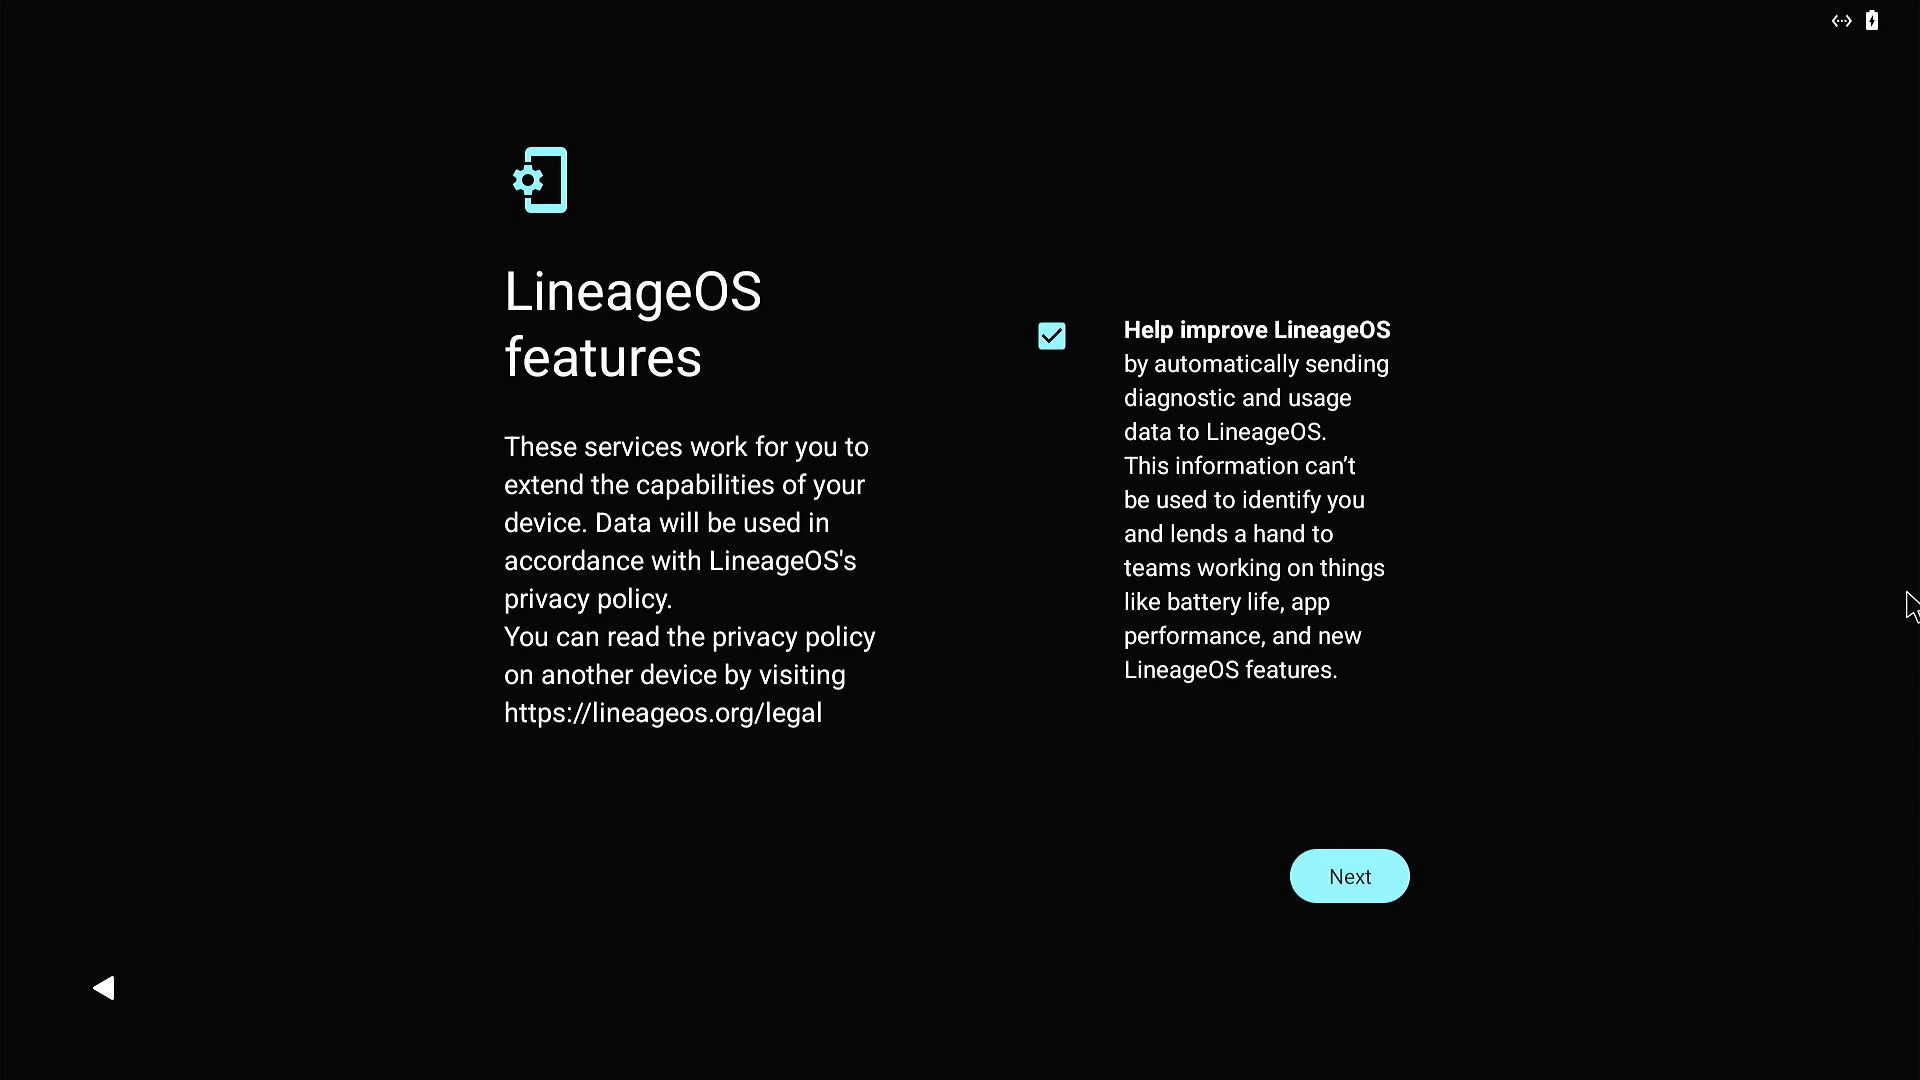 LineageOS
features
These services work for you to
extend the capabilities of your
device. Data will be used in
accordance with LineageOS's
privacy policy.
You can read the privacy policy
on another device by visiting
https://lineageos.org/legal
Help improve LineageOS
by automatically sending
diagnostic and usage
data to LineageOS.
This information can’t
be used to identify you
and lends a hand to
teams working on things
like battery life, app
performance, and new
LineageOS features.
Next